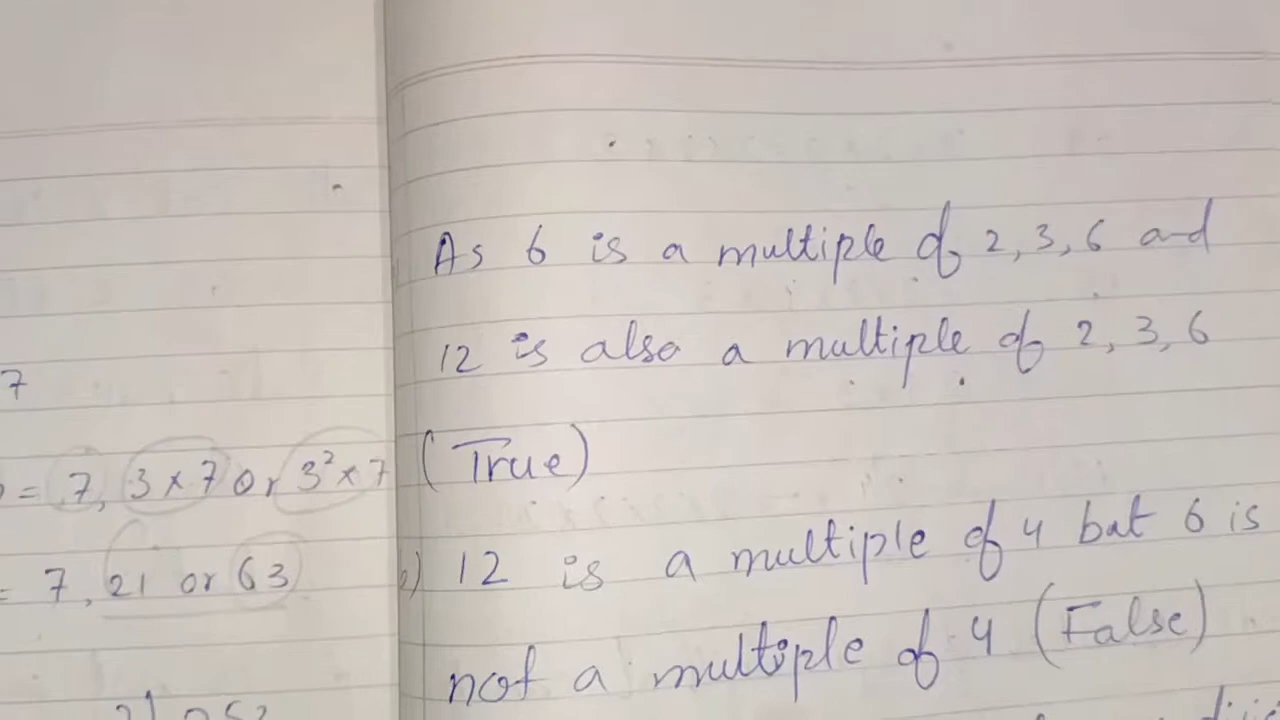 7
= 7, 3 × 7 or 3² × 7
= 7, 21 or 63
As 6 is a multiple of 2, 3, 6 and
12 is also a multiple of 2, 3, 6
(True)
b) 12 is a multiple of 4 but 6 is
not a multiple of 4 (False)